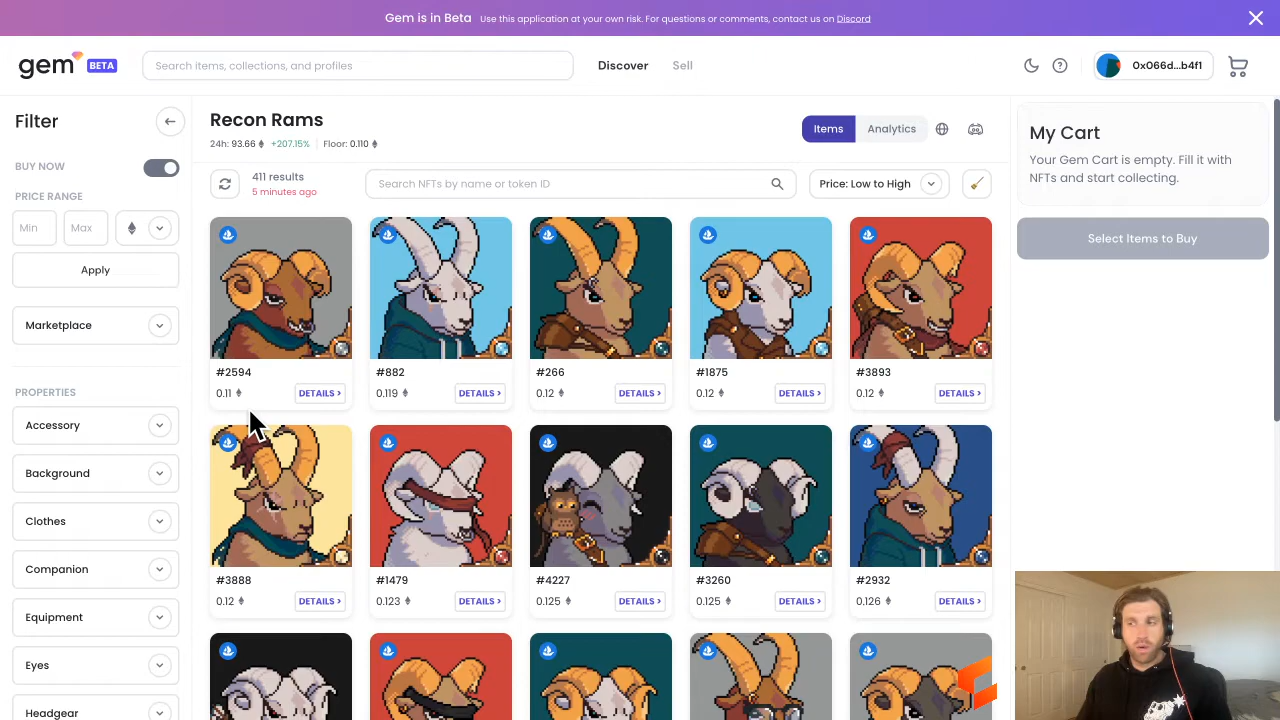 Gem is in Beta Use this application at your own risk. For questions or comments, contact us on Discord
gem BETA
Search items, collections, and profiles
Discover
Sell
0x066d...b4f1
Filter
BUY NOW
PRICE RANGE
Min
Max
Apply
Marketplace
PROPERTIES
Accessory
Background
Clothes
Companion
Equipment
Eyes
Headgear
Recon Rams
24h: 93.66 +207.15% Floor: 0.110
Items
Analytics
411 results
5 minutes ago
Search NFTs by name or token ID
Price: Low to High
#2594
0.11 DETAILS >
#882
0.119 DETAILS >
#266
0.12 DETAILS >
#1875
0.12 DETAILS >
#3893
0.12 DETAILS >
#3888
0.12 DETAILS >
#1479
0.123 DETAILS >
#4227
0.125 DETAILS >
#3260
0.125 DETAILS >
#2932
0.126 DETAILS >
My Cart
Your Gem Cart is empty. Fill it with
NFTs and start collecting.
Select Items to Buy